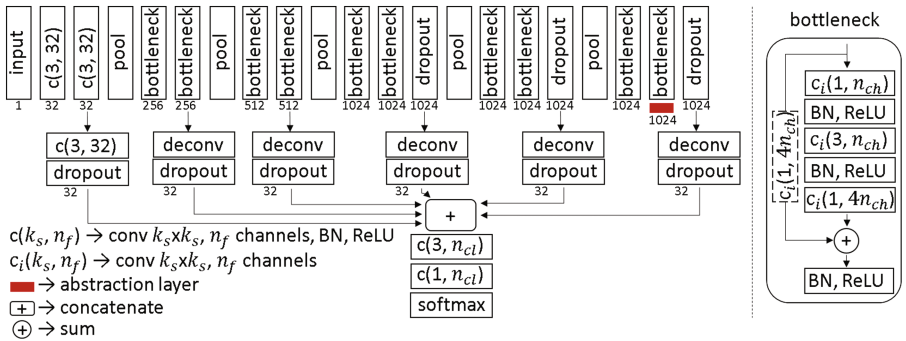 input
c(3, 32)
c(3, 32)
pool
bottleneck
bottleneck
pool
bottleneck
bottleneck
pool
bottleneck
bottleneck
dropout
pool
bottleneck
bottleneck
dropout
pool
bottleneck
bottleneck
dropout
1 32 32 256 256 512 512 1024 1024 1024 1024 1024 1024 1024 1024 1024
c(3, 32) deconv deconv deconv deconv deconv
dropout dropout dropout dropout dropout dropout
32 32 32 32 32 32
+
c(3, n_cl)
c(1, n_cl)
softmax
c(k_s, n_f) → conv k_sxk_s, n_f channels, BN, ReLU
c_i(k_s, n_f) → conv k_sxk_s, n_f channels
→ abstraction layer
+ → concatenate
+ → sum
bottleneck
c_i(1, n_ch)
BN, ReLU
c_i(3, n_ch)
BN, ReLU
c_i(1, 4n_ch)
c_i(1, 4n_ch)
+
BN, ReLU